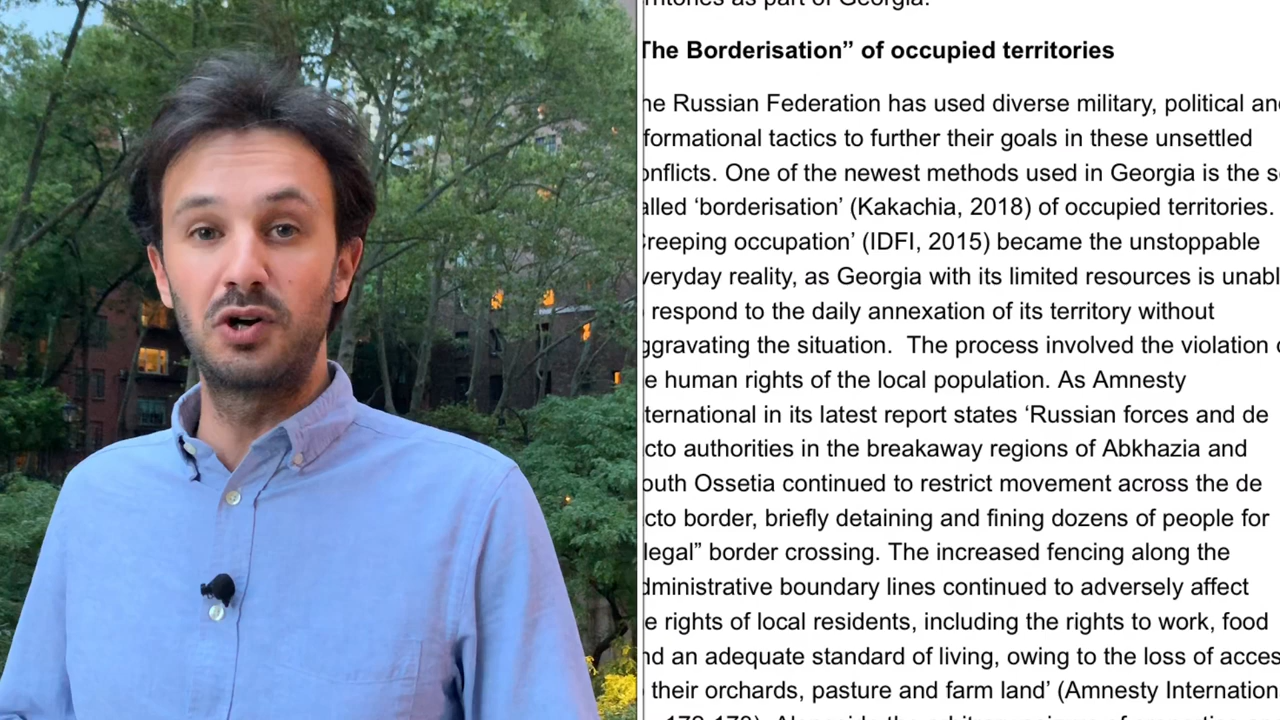 territories as part of Georgia.
The Borderisation” of occupied territories
he Russian Federation has used diverse military, political and
formational tactics to further their goals in these unsettled
onflicts. One of the newest methods used in Georgia is the s
alled ‘borderisation’ (Kakachia, 2018) of occupied territories.
Creeping occupation’ (IDFI, 2015) became the unstoppable
veryday reality, as Georgia with its limited resources is unabl
respond to the daily annexation of its territory without
ggravating the situation.  The process involved the violation o
e human rights of the local population. As Amnesty
ternational in its latest report states ‘Russian forces and de
cto authorities in the breakaway regions of Abkhazia and
outh Ossetia continued to restrict movement across the de
cto border, briefly detaining and fining dozens of people for
legal” border crossing. The increased fencing along the
dministrative boundary lines continued to adversely affect
e rights of local residents, including the rights to work, food
nd an adequate standard of living, owing to the loss of acces
their orchards, pasture and farm land’ (Amnesty Internation